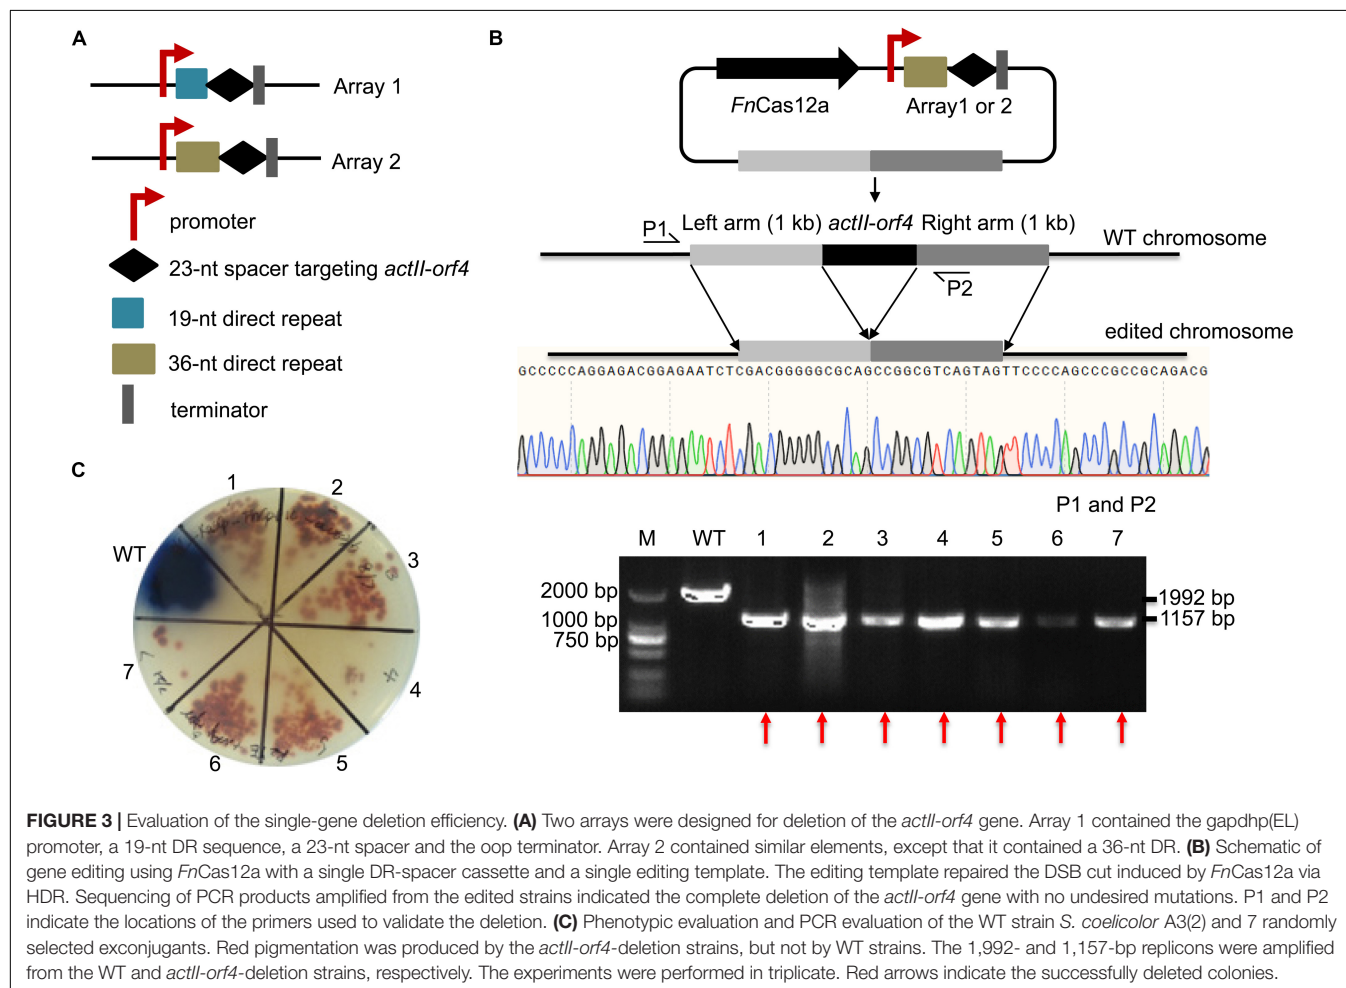 A
Array 1
Array 2
promoter
23-nt spacer targeting actII-orf4
19-nt direct repeat
36-nt direct repeat
terminator
B
FnCas12a
Array1 or 2
Left arm (1 kb) actII-orf4 Right arm (1 kb)
P1
WT chromosome
P2
edited chromosome
GCCCCCAGGAGACGGAGAATCTCGACGGGGGCGCAGCCGGCGTCAGTAGTTCCCCAGCCCGCCGCAGACG
C
1
2
3
4
5
6
7
WT
P1 and P2
M WT 1 2 3 4 5 6 7
2000 bp
1000 bp
750 bp
1992 bp
1157 bp
FIGURE 3 | Evaluation of the single-gene deletion efficiency. (A) Two arrays were designed for deletion of the actII-orf4 gene. Array 1 contained the gapdhp(EL)
promoter, a 19-nt DR sequence, a 23-nt spacer and the oop terminator. Array 2 contained similar elements, except that it contained a 36-nt DR. (B) Schematic of
gene editing using FnCas12a with a single DR-spacer cassette and a single editing template. The editing template repaired the DSB cut induced by FnCas12a via
HDR. Sequencing of PCR products amplified from the edited strains indicated the complete deletion of the actII-orf4 gene with no undesired mutations. P1 and P2
indicate the locations of the primers used to validate the deletion. (C) Phenotypic evaluation and PCR evaluation of the WT strain S. coelicolor A3(2) and 7 randomly
selected exconjugants. Red pigmentation was produced by the actII-orf4-deletion strains, but not by WT strains. The 1,992- and 1,157-bp replicons were amplified
from the WT and actII-orf4-deletion strains, respectively. The experiments were performed in triplicate. Red arrows indicate the successfully deleted colonies.